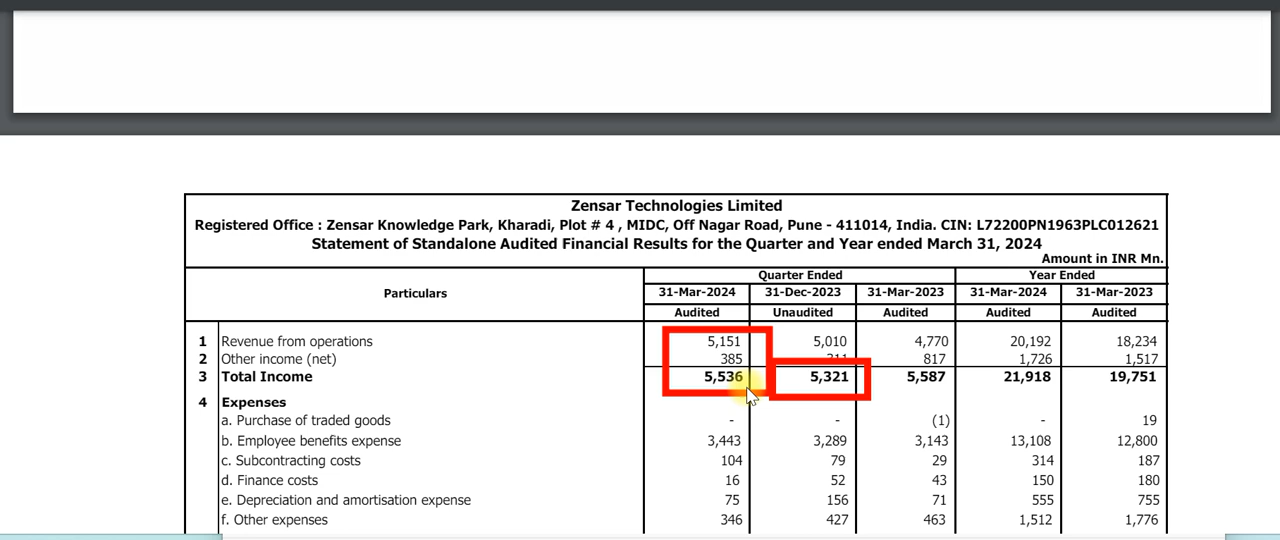 Zensar Technologies Limited
Registered Office : Zensar Knowledge Park, Kharadi, Plot # 4 , MIDC, Off Nagar Road, Pune - 411014, India. CIN: L72200PN1963PLC012621
Statement of Standalone Audited Financial Results for the Quarter and Year ended March 31, 2024
Amount in INR Mn.
Particulars Quarter Ended Year Ended
31-Mar-2024 31-Dec-2023 31-Mar-2023 31-Mar-2024 31-Mar-2023
Audited Unaudited Audited Audited Audited
1 Revenue from operations 5,151 5,010 4,770 20,192 18,234
2 Other income (net) 385 311 817 1,726 1,517
3 Total Income 5,536 5,321 5,587 21,918 19,751
4 Expenses
a. Purchase of traded goods - - (1) - 19
b. Employee benefits expense 3,443 3,289 3,143 13,108 12,800
c. Subcontracting costs 104 79 29 314 187
d. Finance costs 16 52 43 150 180
e. Depreciation and amortisation expense 75 156 71 555 755
f. Other expenses 346 427 463 1,512 1,776